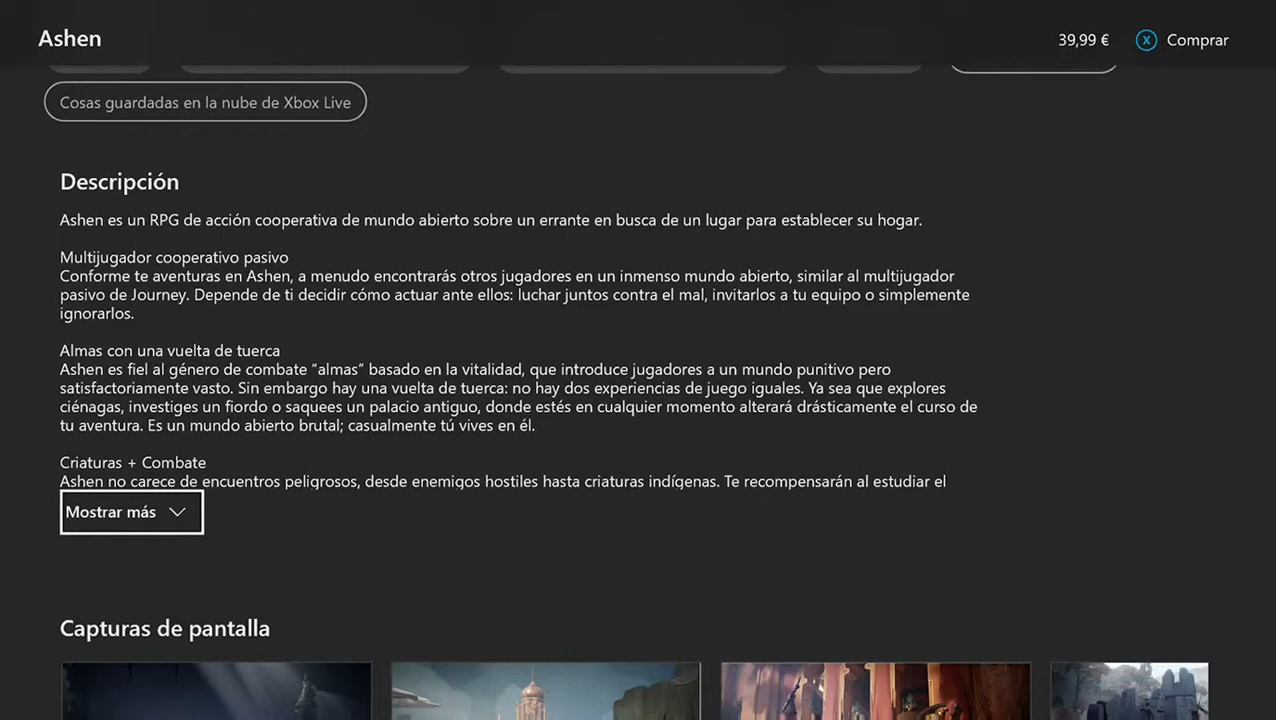 Ashen
39,99 €
X Comprar
Cosas guardadas en la nube de Xbox Live
Descripción
Ashen es un RPG de acción cooperativa de mundo abierto sobre un errante en busca de un lugar para establecer su hogar.
Multijugador cooperativo pasivo
Conforme te aventuras en Ashen, a menudo encontrarás otros jugadores en un inmenso mundo abierto, similar al multijugador
pasivo de Journey. Depende de ti decidir cómo actuar ante ellos: luchar juntos contra el mal, invitarlos a tu equipo o simplemente
ignorarlos.
Almas con una vuelta de tuerca
Ashen es fiel al género de combate “almas” basado en la vitalidad, que introduce jugadores a un mundo punitivo pero
satisfactoriamente vasto. Sin embargo hay una vuelta de tuerca: no hay dos experiencias de juego iguales. Ya sea que explores
ciénagas, investiges un fiordo o saquees un palacio antiguo, donde estés en cualquier momento alterará drásticamente el curso de
tu aventura. Es un mundo abierto brutal; casualmente tú vives en él.
Criaturas + Combate
Ashen no carece de encuentros peligrosos, desde enemigos hostiles hasta criaturas indígenas. Te recompensarán al estudiar el
Mostrar más
Capturas de pantalla